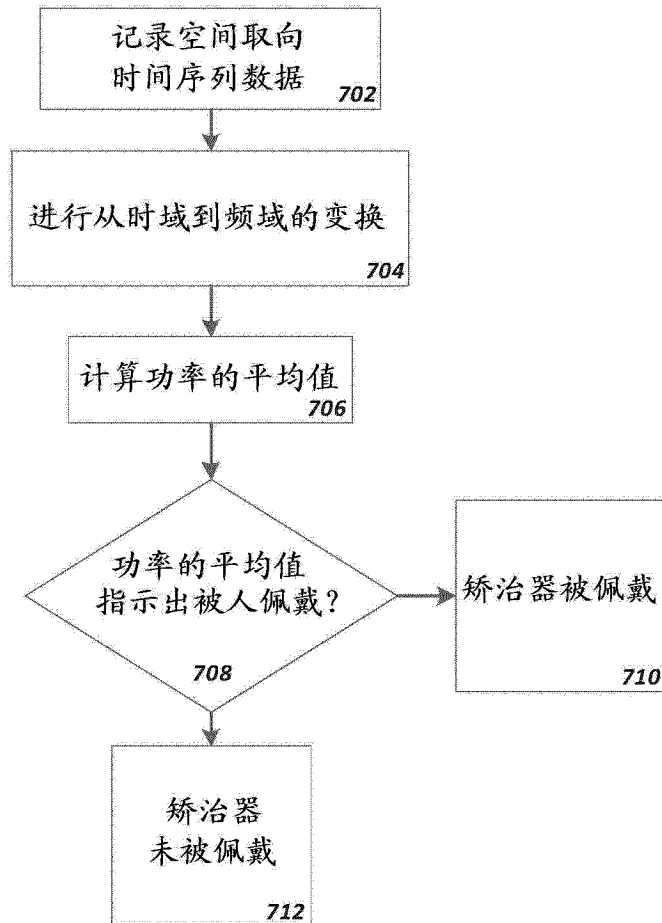 记录空间取向
时间序列数据
702
进行从时域到频域的变换
704
计算功率的平均值
706
功率的平均值
指示出被人佩戴？
708
矫治器被佩戴
710
矫治器
未被佩戴
712